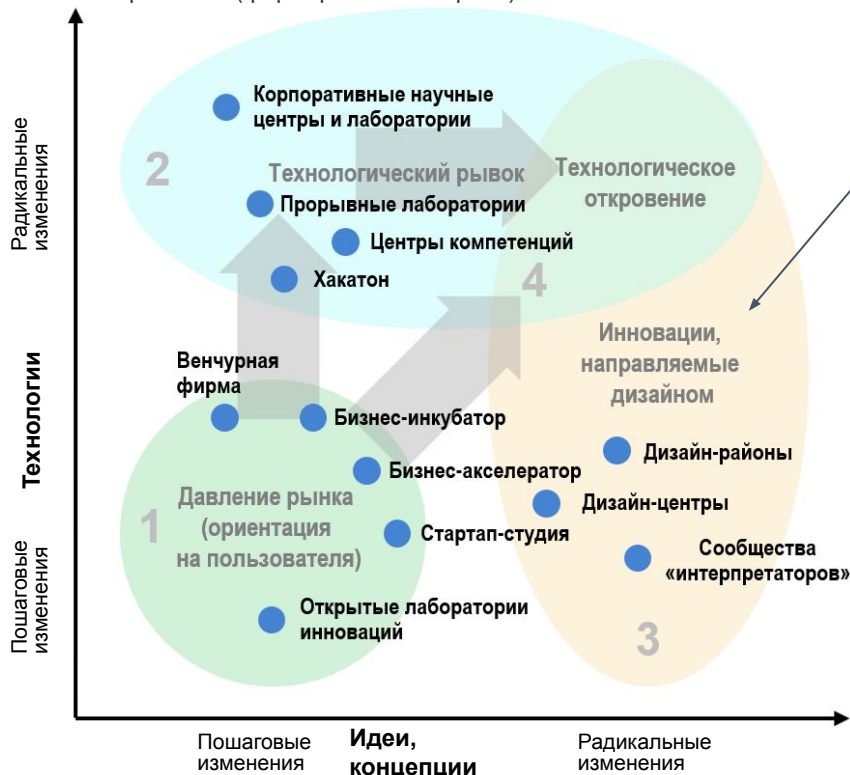 Корпоративные научные
центры и лаборатории
2
Технологический рывок
Технологическое
откровение
Прорывные лаборатории
Центры компетенций
Хакатон
4
Радикальные
изменения
Инновации,
направляемые
дизайном
Венчурная
фирма
Бизнес-инкубатор
Технологии
Дизайн-районы
Бизнес-акселератор
Давление рынка
(ориентация
на пользователя)
1
Дизайн-центры
Стартап-студия
Сообщества
«интерпретаторов»
Пошаговые
изменения
Открытые лаборатории
инноваций
3
Пошаговые
изменения
Идеи,
концепции
Радикальные
изменения